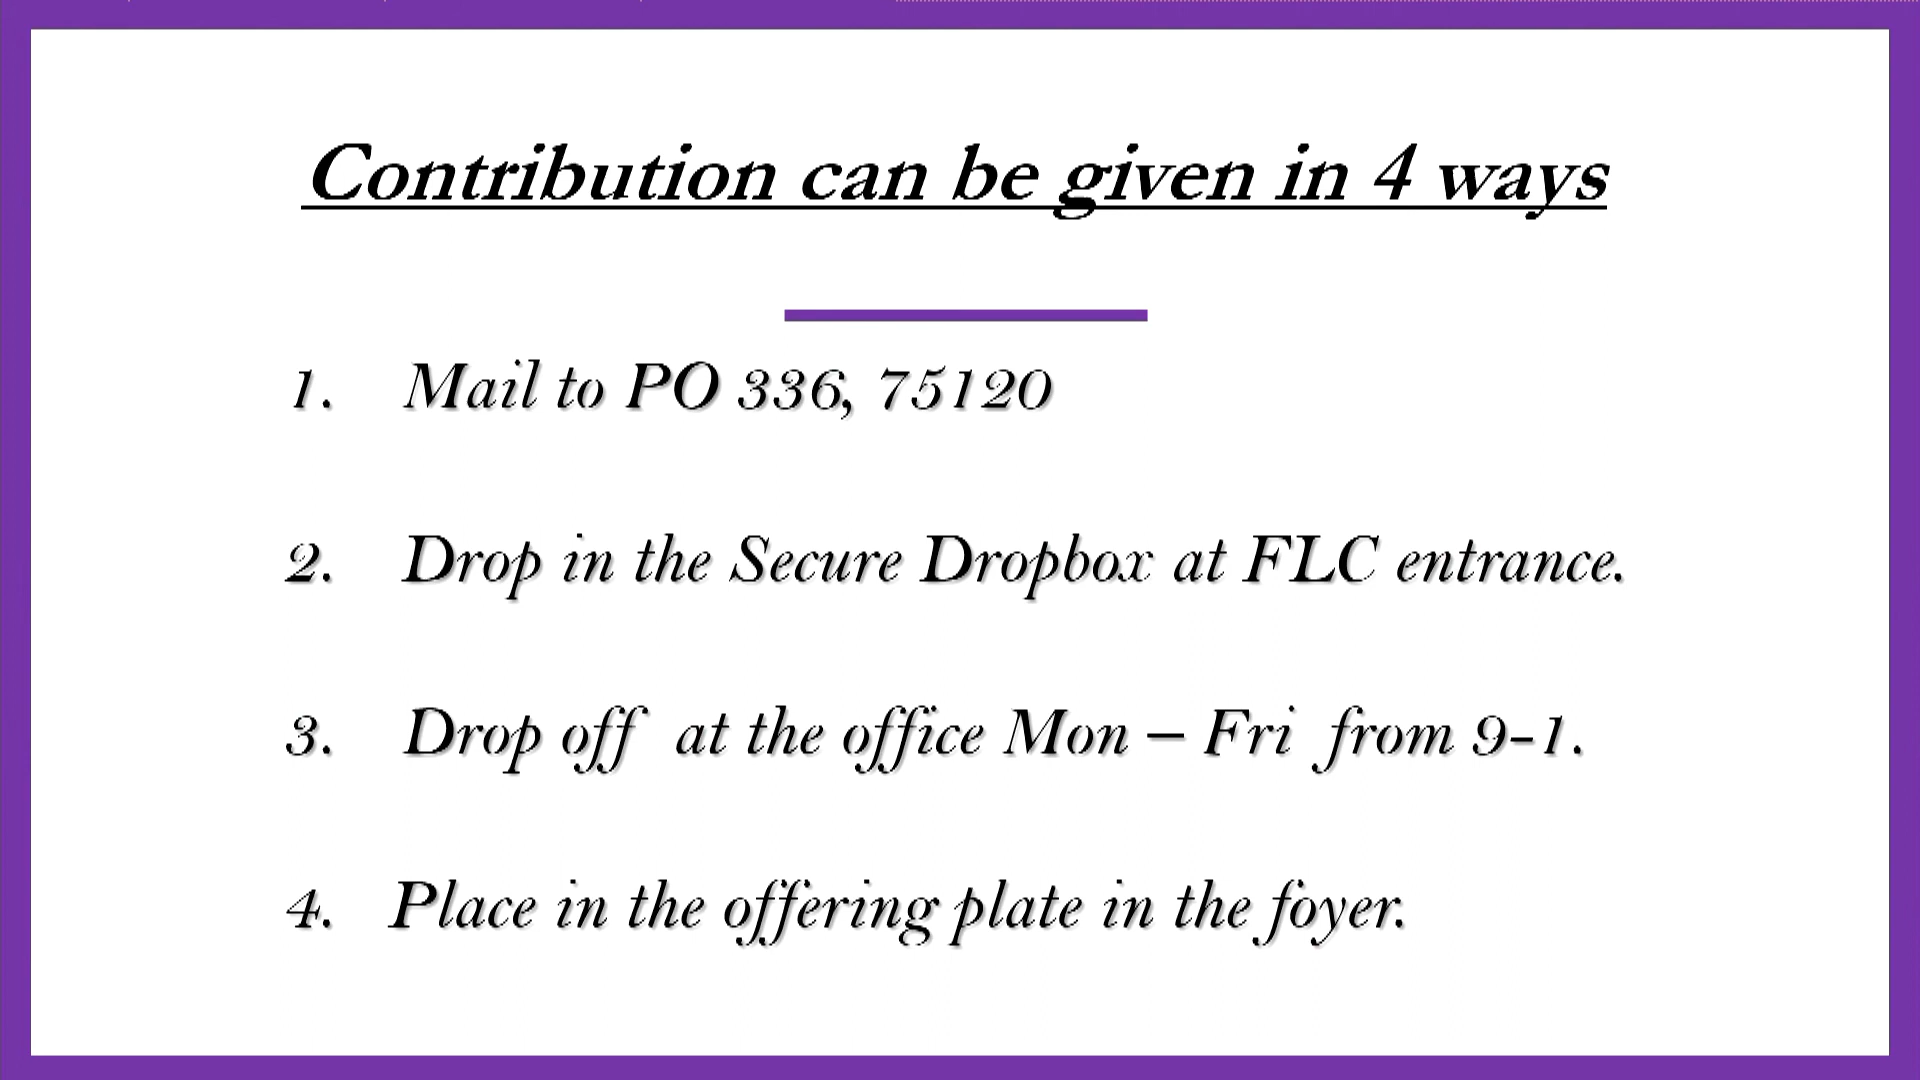 Contribution can be given in 4 ways
1. Mail to PO 336, 75120
2. Drop in the Secure Dropbox at FLC entrance.
3. Drop off at the office Mon – Fri from 9-1.
4. Place in the offering plate in the foyer.